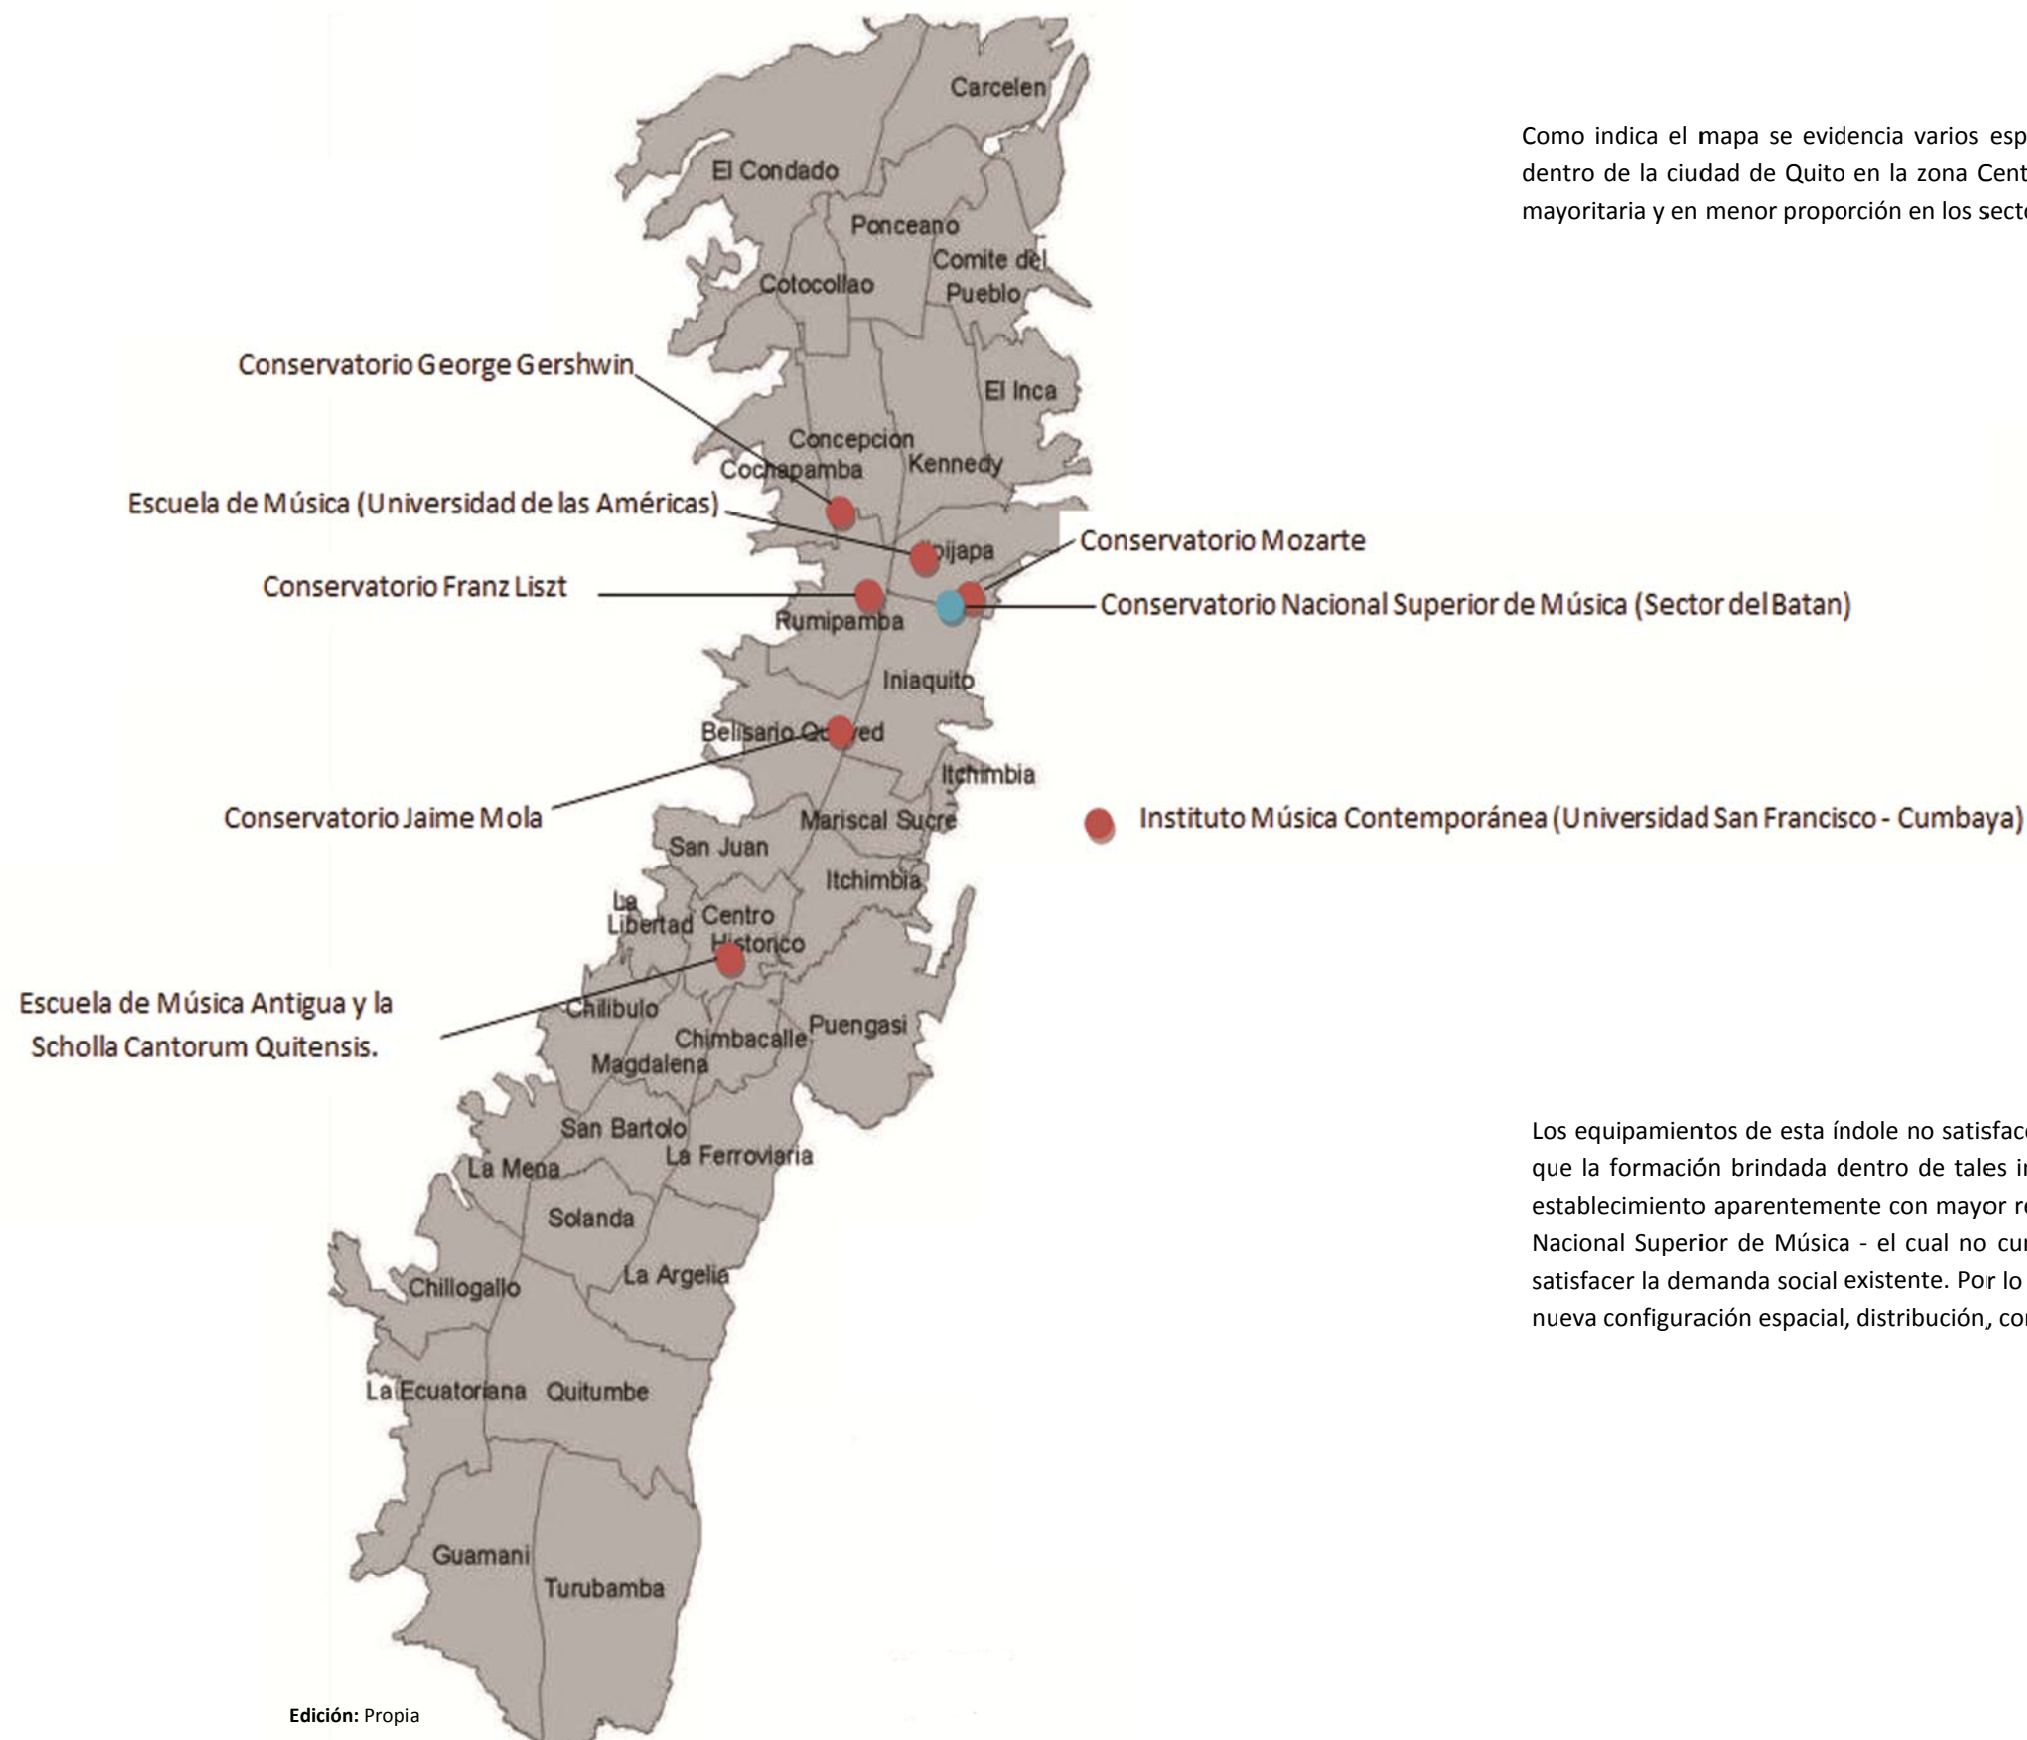 Carcelen
Como indica el mapa se evidencia varios esp
dentro de la ciudad de Quito en la zona Cent
mayoritaria y en menor proporción en los secto
El Condado
Ponceano
Comite del
Pueblo
Cotocollao
Conservatorio George Gershwin
El Inca
Concepcion
Kennedy
Cochapamba
Escuela de Música (Universidad de las Américas)
Conservatorio Mozarte
Conservatorio Franz Liszt
Conservatorio Nacional Superior de Música (Sector del Batan)
Rumipamba
Iniaquito
Belisario
Itchimbia
Conservatorio Jaime Mola
Mariscal Sucre
Instituto Música Contemporánea (Universidad San Francisco - Cumbaya)
San Juan
Itchimbia
La
Libertad
Centro
Historico
Escuela de Música Antigua y la
Scholla Cantorum Quitensis.
Chilibulo
Puengasi
Chimbacalle
Magdalena
San Bartolo
La Ferroviaria
La Mena
Solanda
La Argelia
Chillogallo
Los equipamientos de esta índole no satisface
que la formación brindada dentro de tales in
establecimiento aparentemente con mayor re
Nacional Superior de Música - el cual no cum
satisfacer la demanda social existente. Por lo
nueva configuración espacial, distribución, con
La Ecuatoriana
Quitumbe
Guamani
Turubamba
Edición: Propia